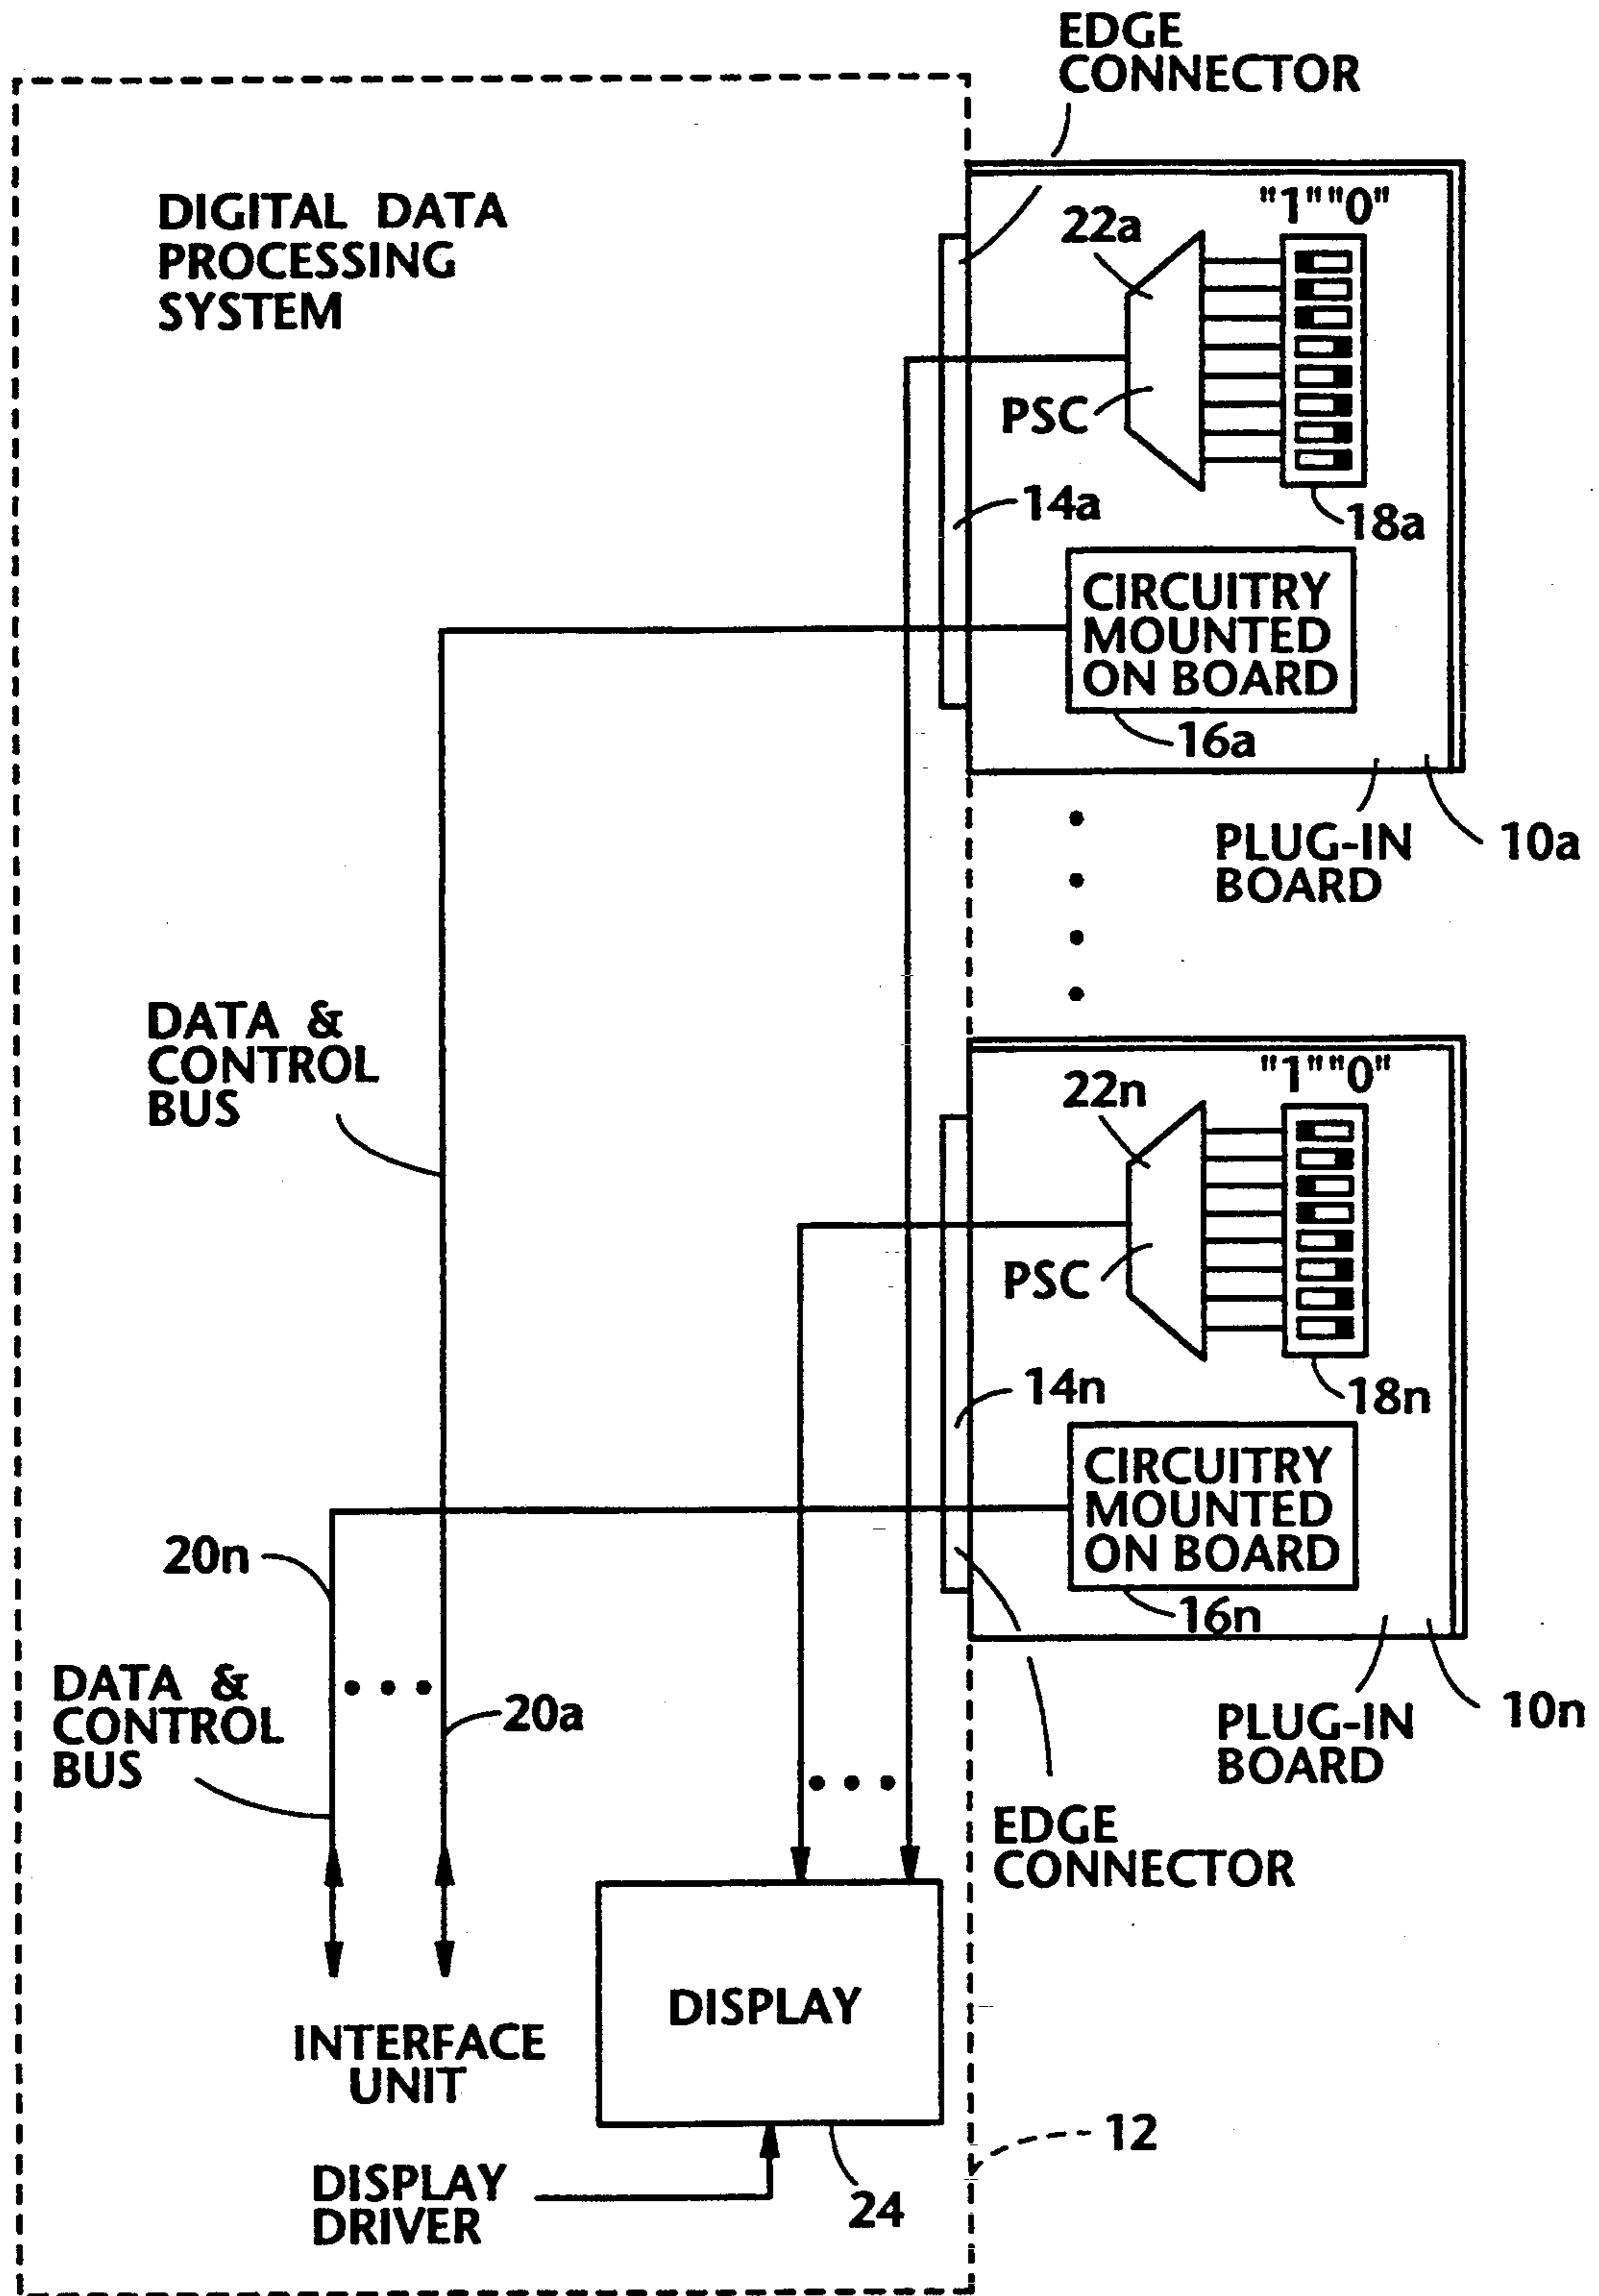 EDGE
CONNECTOR
DIGITAL DATA
PROCESSING
SYSTEM
"1" "0"
22a
PSC
14a
18a
CIRCUITRY
MOUNTED
ON BOARD
16a
PLUG-IN
BOARD
10a
DATA &
CONTROL
BUS
"1" "0"
22n
PSC
14n
18n
CIRCUITRY
MOUNTED
ON BOARD
16n
20n
DATA &
CONTROL
BUS
20a
PLUG-IN
BOARD
10n
EDGE
CONNECTOR
DISPLAY
INTERFACE
UNIT
12
DISPLAY
DRIVER
24